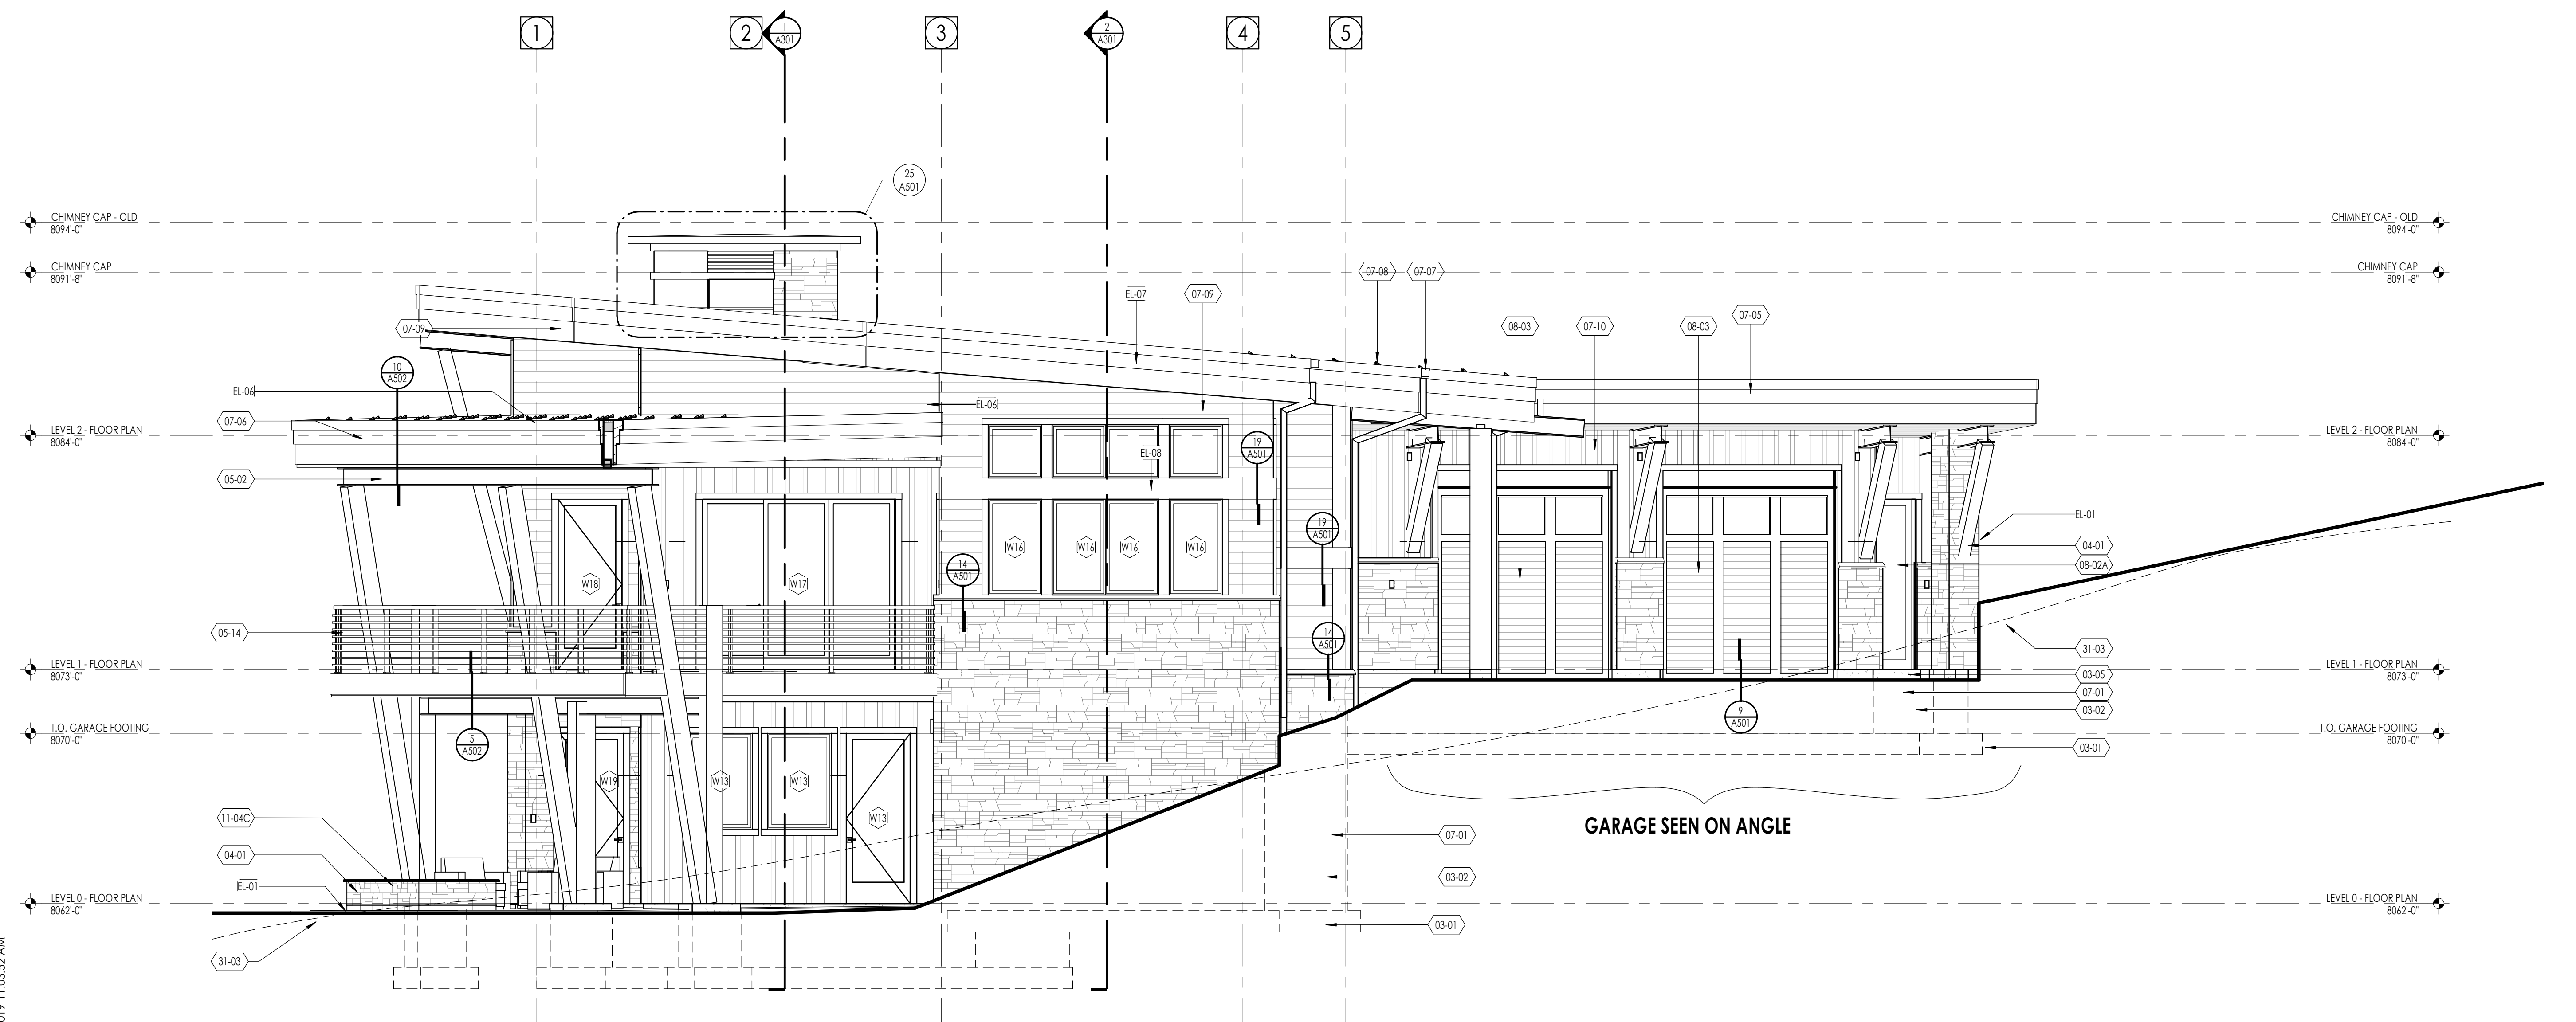 1
2
3
4
5
1
A301
2
A301
25
A501
CHIMNEY CAP - OLD
8094'-0"
CHIMNEY CAP - OLD
8094'-0"
CHIMNEY CAP
8091'-8"
CHIMNEY CAP
8091'-8"
07-08
07-07
EL-07
07-09
07-09
08-03
07-10
08-03
07-05
10
A502
EL-06
EL-06
07-06
LEVEL 2 - FLOOR PLAN
8084'-0"
LEVEL 2 - FLOOR PLAN
8084'-0"
19
A501
EL-08
05-02
EL-01
19
A501
W16
W16
W16
W16
04-01
08-02A
14
A501
W18
W17
05-14
14
A501
31-03
LEVEL 1 - FLOOR PLAN
8073'-0"
LEVEL 1 - FLOOR PLAN
8073'-0"
03-05
07-01
03-02
9
A501
T.O. GARAGE FOOTING
8070'-0"
T.O. GARAGE FOOTING
8070'-0"
5
A502
03-01
W19
W13
W13
W13
11-04C
GARAGE SEEN ON ANGLE
07-01
04-01
03-02
EL-01
LEVEL 0 - FLOOR PLAN
8062'-0"
LEVEL 0 - FLOOR PLAN
8062'-0"
03-01
31-03
019 11:03:52 AM